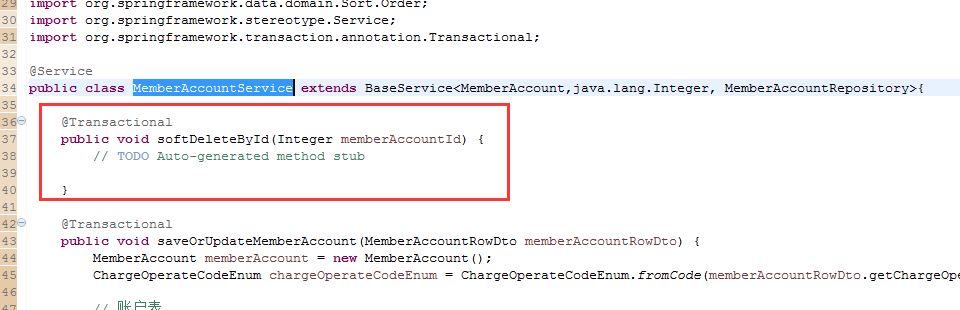 29 import org.springframework.data.domain.Sort.Order;
30 import org.springframework.stereotype.Service;
31 import org.springframework.transaction.annotation.Transactional;
32
33 @Service
34 public class MemberAccountService extends BaseService<MemberAccount,java.lang.Integer, MemberAccountRepository>{
35
36 @Transactional
37 public void softDeleteById(Integer memberAccountId) {
38 // TODO Auto-generated method stub
39
40 }
41
42 @Transactional
43 public void saveOrUpdateMemberAccount(MemberAccountRowDto memberAccountRowDto) {
44 MemberAccount memberAccount = new MemberAccount();
45 ChargeOperateCodeEnum chargeOperateCodeEnum = ChargeOperateCodeEnum.fromCode(memberAccountRowDto.getChargeOpe
46
47 // 账户表